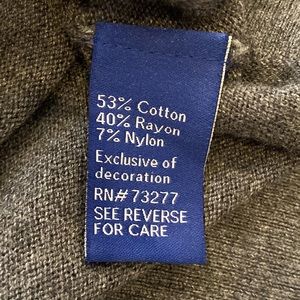 53% Cotton
40% Rayon
7% Nylon
Exclusive of
decoration
RN# 73277
SEE REVERSE
FOR CARE